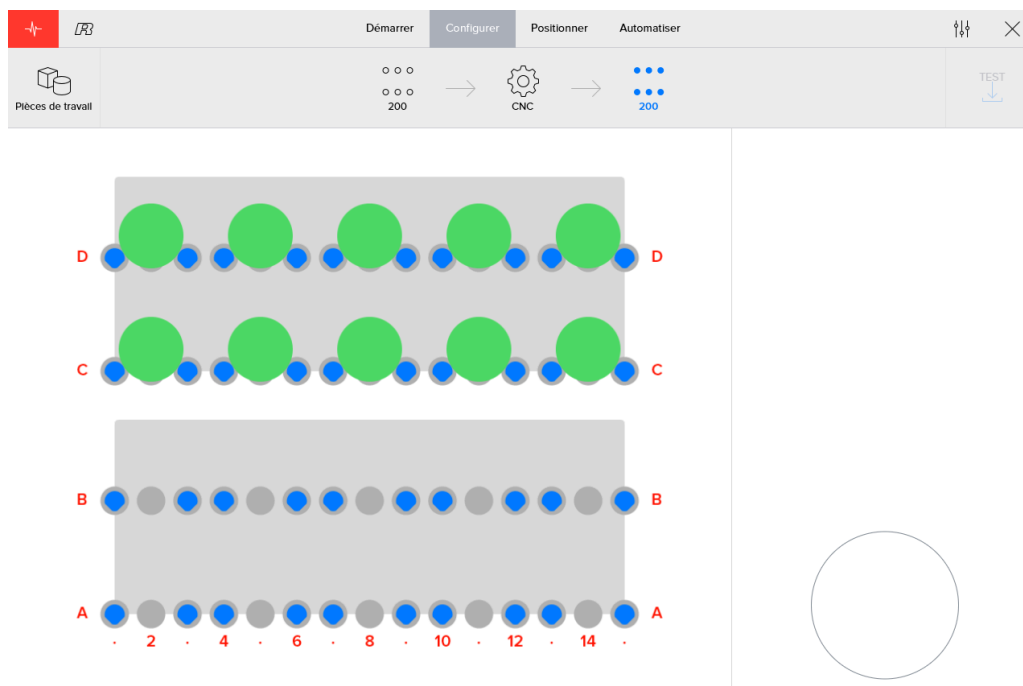 Démarrer Configurer Positionner Automatiser
Pièces de travail
200
CNC
200
TEST
D D
C C
B B
A A
· 2 · 4 · 6 · 8 · 10 · 12 · 14 ·